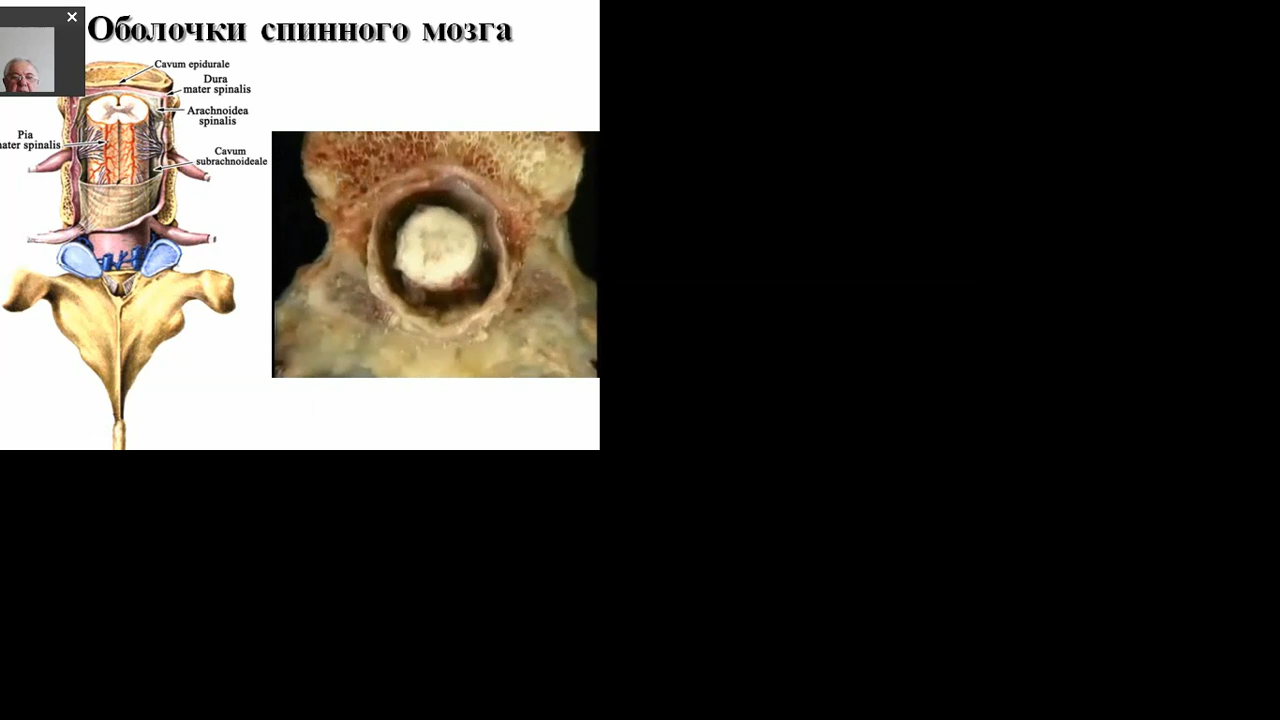 Оболочки спинного мозга
Cavum epidurale
Dura
mater spinalis
Arachnoidea
spinalis
Pia
mater spinalis
Cavum
subrachnoideale